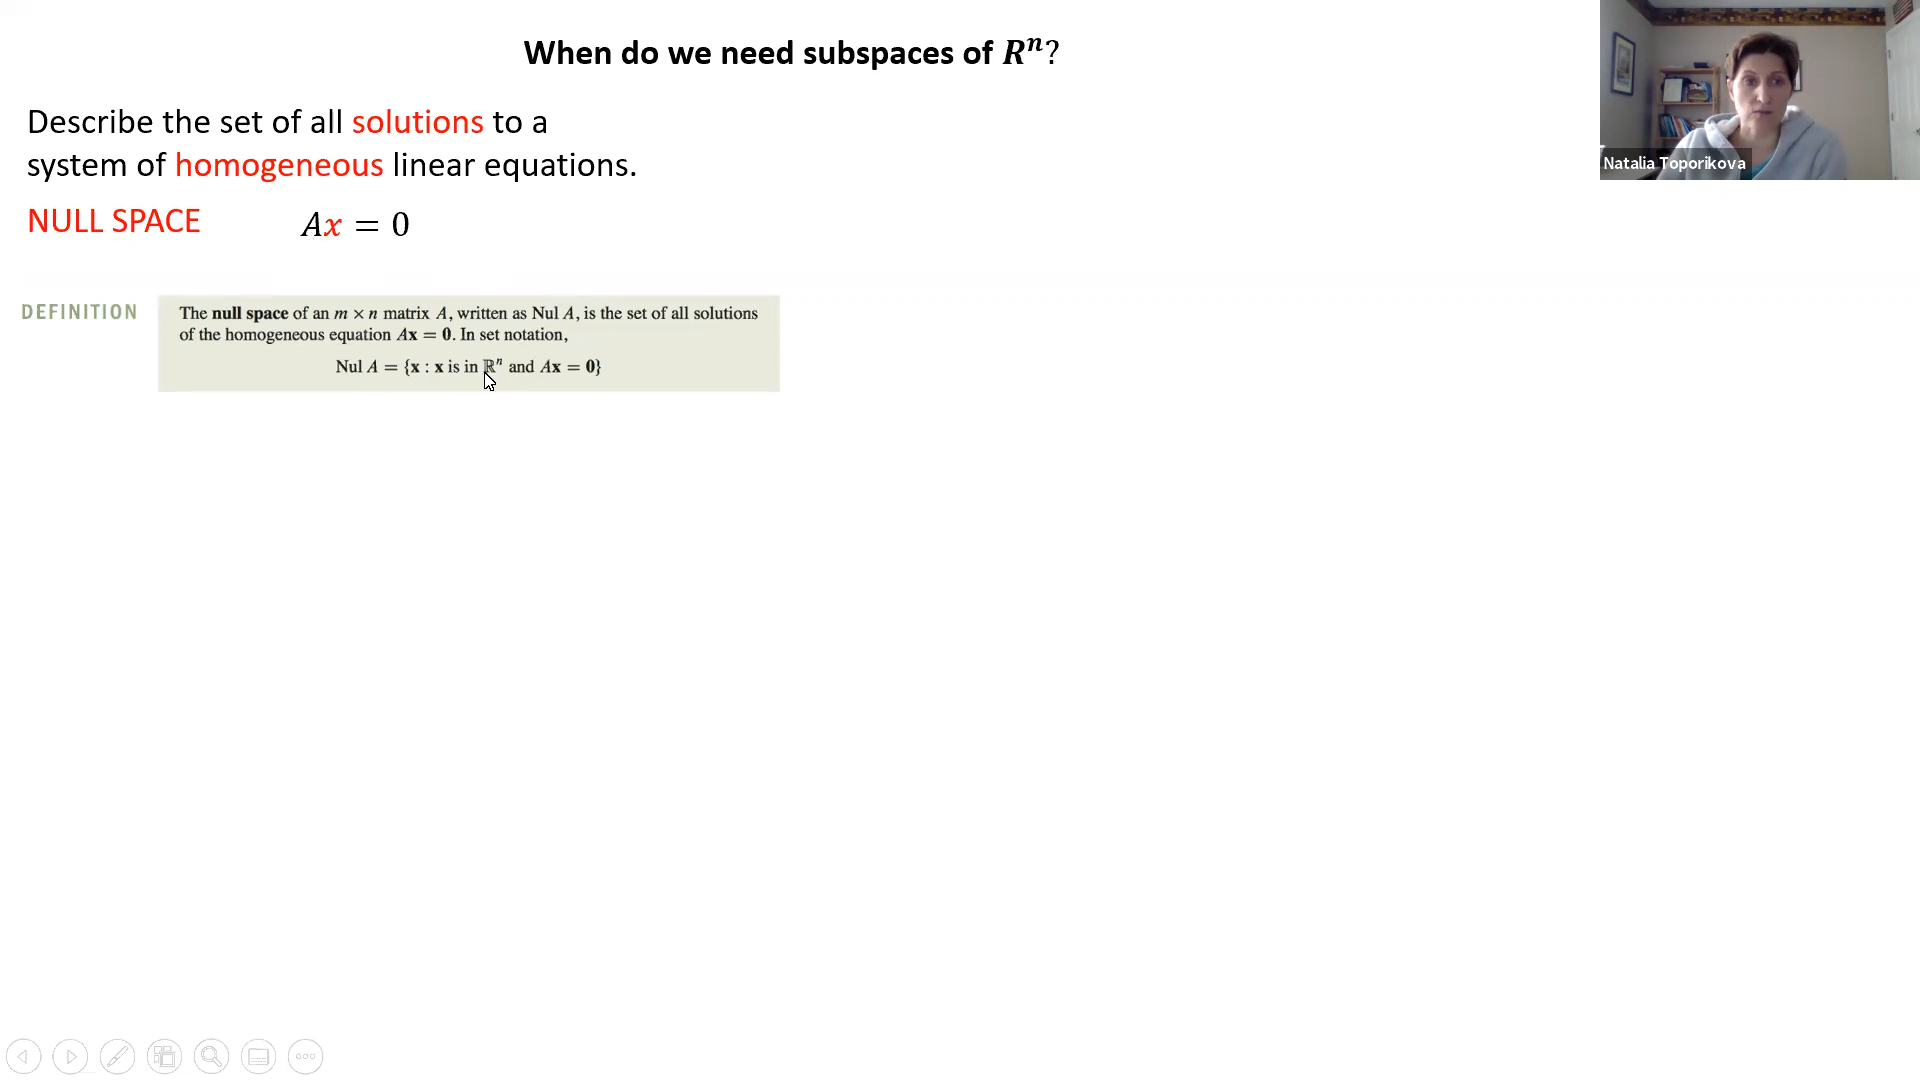 When do we need subspaces of Rⁿ?
Describe the set of all solutions to a
system of homogeneous linear equations.
NULL SPACE Ax = 0
DEFINITION
The null space of an m × n matrix A, written as Nul A, is the set of all solutions
of the homogeneous equation Ax = 0. In set notation,
Nul A = {x : x is in ℝⁿ and Ax = 0}
Natalia Toporikova